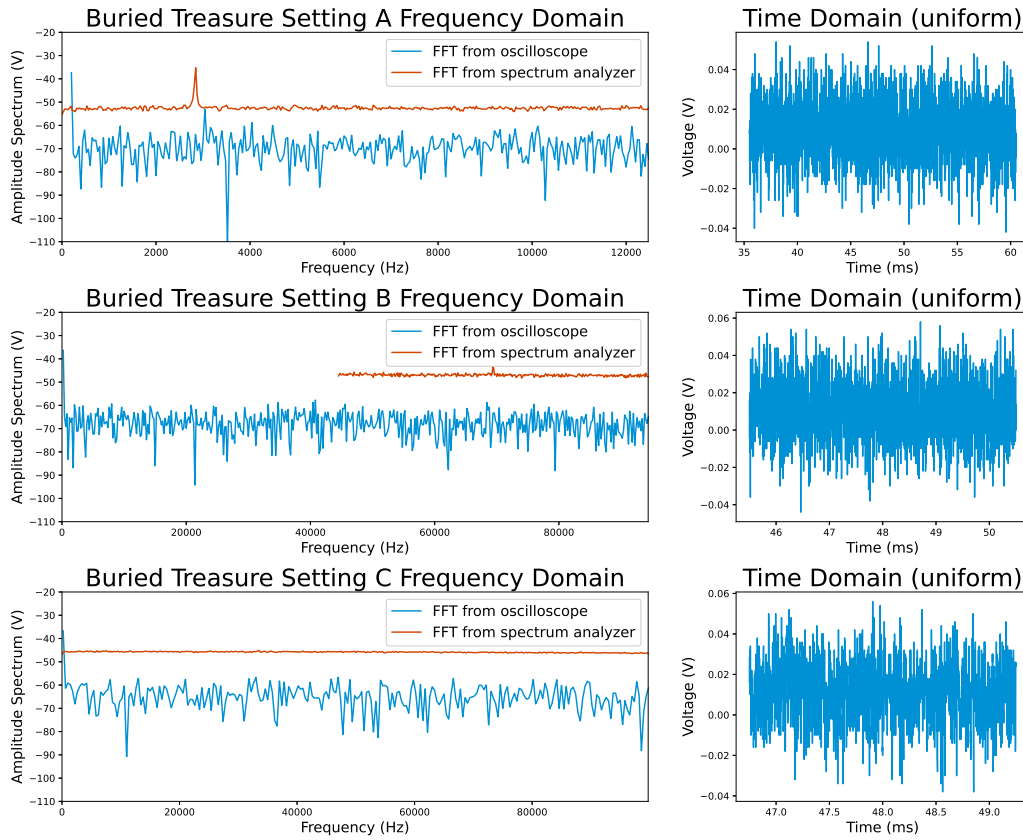 Buried Treasure Setting A Frequency Domain
−20
−30
−40
−50
−60
−70
−80
−90
−100
−110
Amplitude Spectrum (V)
FFT from oscilloscope
FFT from spectrum analyzer
0 2000 4000 6000 8000 10000 12000
Frequency (Hz)
Time Domain (uniform)
0.04
0.02
0.00
−0.02
−0.04
Voltage (V)
35 40 45 50 55 60
Time (ms)
Buried Treasure Setting B Frequency Domain
−20
−30
−40
−50
−60
−70
−80
−90
−100
−110
Amplitude Spectrum (V)
FFT from oscilloscope
FFT from spectrum analyzer
0 20000 40000 60000 80000
Frequency (Hz)
Time Domain (uniform)
0.06
0.04
0.02
0.00
−0.02
−0.04
Voltage (V)
46 47 48 49 50
Time (ms)
Buried Treasure Setting C Frequency Domain
−20
−30
−40
−50
−60
−70
−80
−90
−100
−110
Amplitude Spectrum (V)
FFT from oscilloscope
FFT from spectrum analyzer
0 20000 40000 60000 80000
Frequency (Hz)
Time Domain (uniform)
0.06
0.04
0.02
0.00
−0.02
−0.04
Voltage (V)
47.0 47.5 48.0 48.5 49.0
Time (ms)